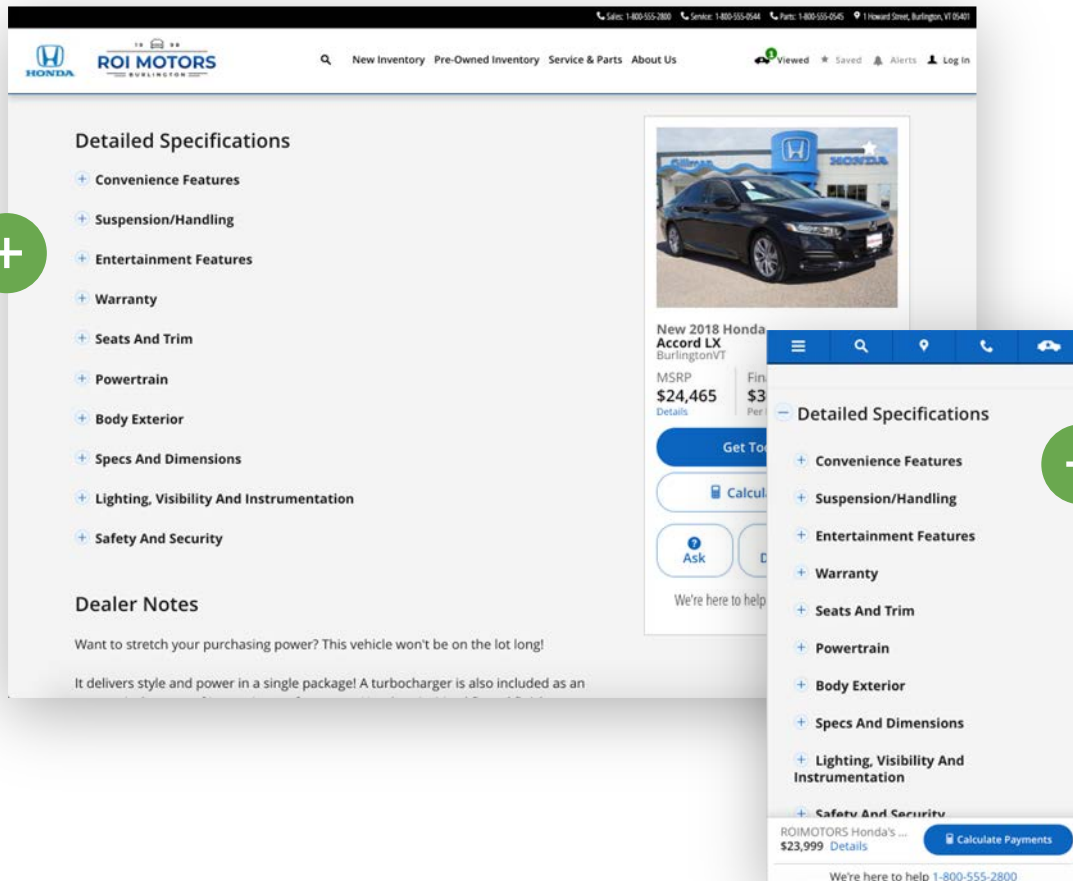 Sales: 1-800-555-2800 Service: 1-800-555-0544 Parts: 1-800-555-0545 1 Howard Street, Burlington, VT 05401
HONDA
19 98
ROI MOTORS
BURLINGTON
New Inventory Pre-Owned Inventory Service & Parts About Us
1
Viewed Saved Alerts Log In
Detailed Specifications
Convenience Features
Suspension/Handling
Entertainment Features
Warranty
Seats And Trim
Powertrain
Body Exterior
Specs And Dimensions
Lighting, Visibility And Instrumentation
Safety And Security
Dealer Notes
Want to stretch your purchasing power? This vehicle won't be on the lot long!
It delivers style and power in a single package! A turbocharger is also included as an
Gillman
HONDA
New 2018 Honda
Accord LX
BurlingtonVT
MSRP Fin
$24,465 $3
Details Per
Get To
Calcul
Ask
We're here to help
Detailed Specifications
Convenience Features
Suspension/Handling
Entertainment Features
Warranty
Seats And Trim
Powertrain
Body Exterior
Specs And Dimensions
Lighting, Visibility And
Instrumentation
Safety And Security
ROIMOTORS Honda's ...
$23,999 Details
Calculate Payments
We're here to help 1-800-555-2800